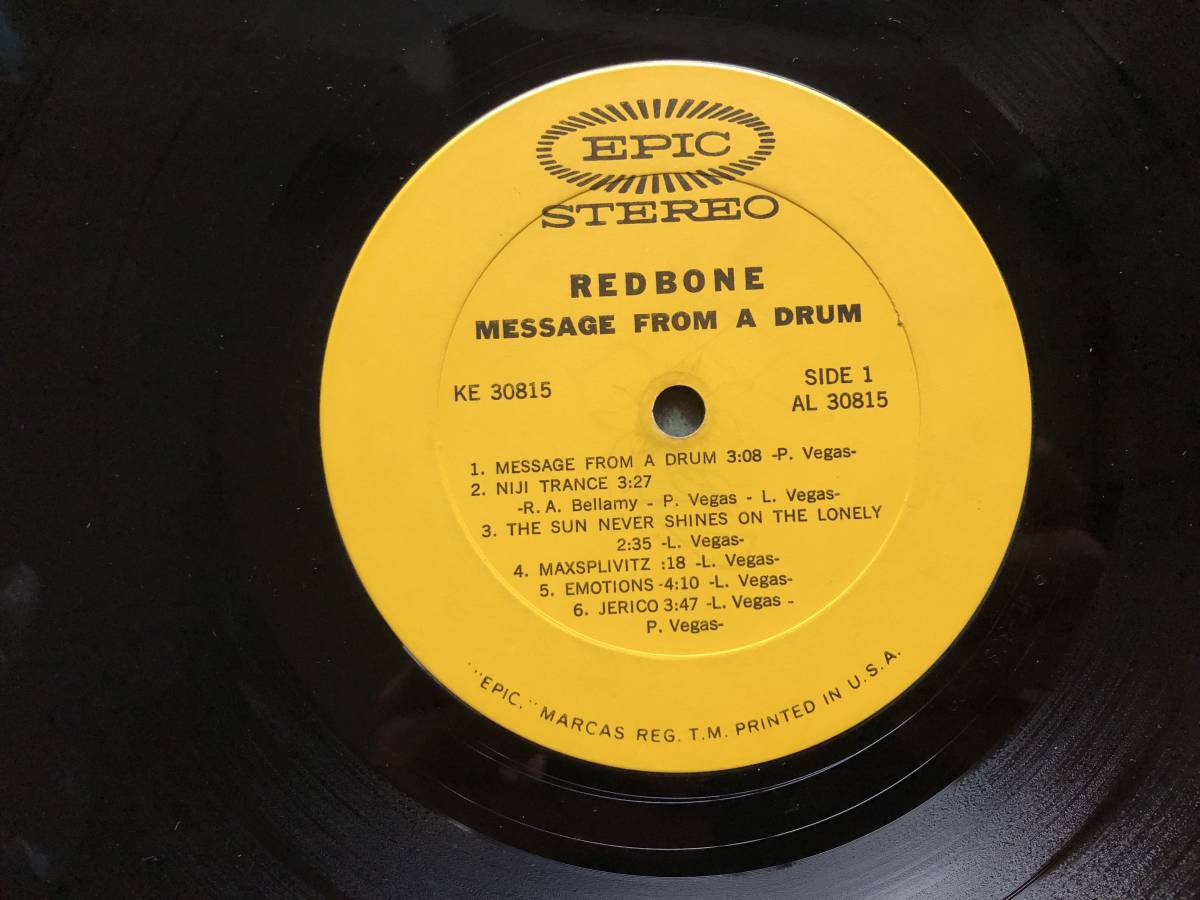 EPIC
STEREO
REDBONE
MESSAGE FROM A DRUM
KE 30815
SIDE 1
AL 30815
1. MESSAGE FROM A DRUM 3:08 -P. Vegas-
2. NIJI TRANCE 3:27
-R. A. Bellamy - P. Vegas - L. Vegas-
3. THE SUN NEVER SHINES ON THE LONELY
2:35 -L. Vegas-
4. MAXSPLIVITZ :18 -L. Vegas-
5. EMOTIONS -4:10 -L. Vegas-
6. JERICO 3:47 -L. Vegas -
P. Vegas-
"EPIC," MARCAS REG. T.M. PRINTED IN U.S.A.